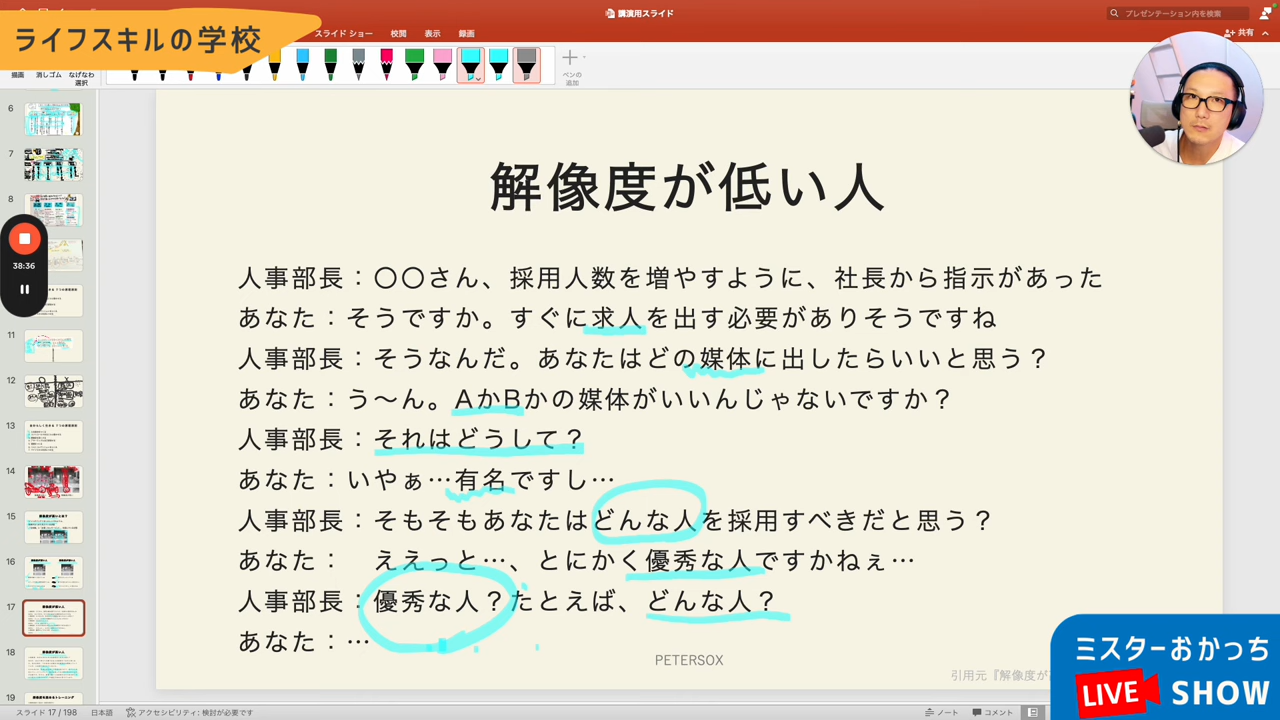 講演用スライド
プレゼンテーション内を検索
ライフスキルの学校
スライド ショー
校閲
表示
録画
共有
描画
消しゴム
なげなわ
選択
ペンの
追加
6
7
8
11
12
13
14
15
16
17
18
19
38:36
解像度が低い人
人事部長：〇〇さん、採用人数を増やすように、社長から指示があった
あなた：そうですか。すぐに求人を出す必要がありそうですね
人事部長：そうなんだ。あなたはどの媒体に出したらいいと思う？
あなた：う〜ん。AかBかの媒体がいいんじゃないですか？
人事部長：それはどうして？
あなた：いやぁ…有名ですし…
人事部長：そもそもあなたはどんな人を採用すべきだと思う？
あなた： ええっと…、とにかく優秀な人ですかねぇ…
人事部長：優秀な人？たとえば、どんな人？
あなた：…
PETERSOX
引用元『解像度が
ミスターおかっち
LIVE SHOW
スライド 17 / 198
日本語
アクセシビリティ: 検討が必要です
ノート
コメント